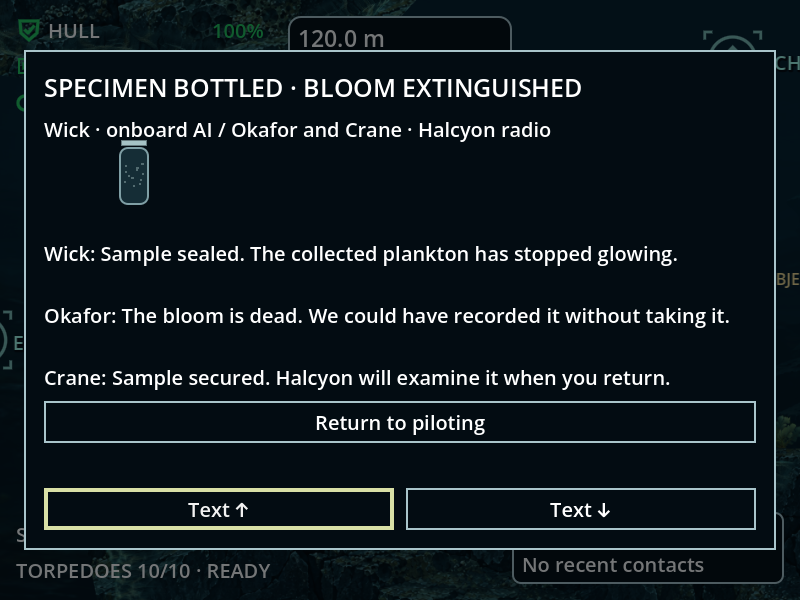 HULL
100%
120.0 m
CH
SPECIMEN BOTTLED · BLOOM EXTINGUISHED
Wick · onboard AI / Okafor and Crane · Halcyon radio
Wick: Sample sealed. The collected plankton has stopped glowing.
BJE
Okafor: The bloom is dead. We could have recorded it without taking it.
E
Crane: Sample secured. Halcyon will examine it when you return.
Return to piloting
Text ↑
Text ↓
S
No recent contacts
TORPEDOES 10/10 · READY